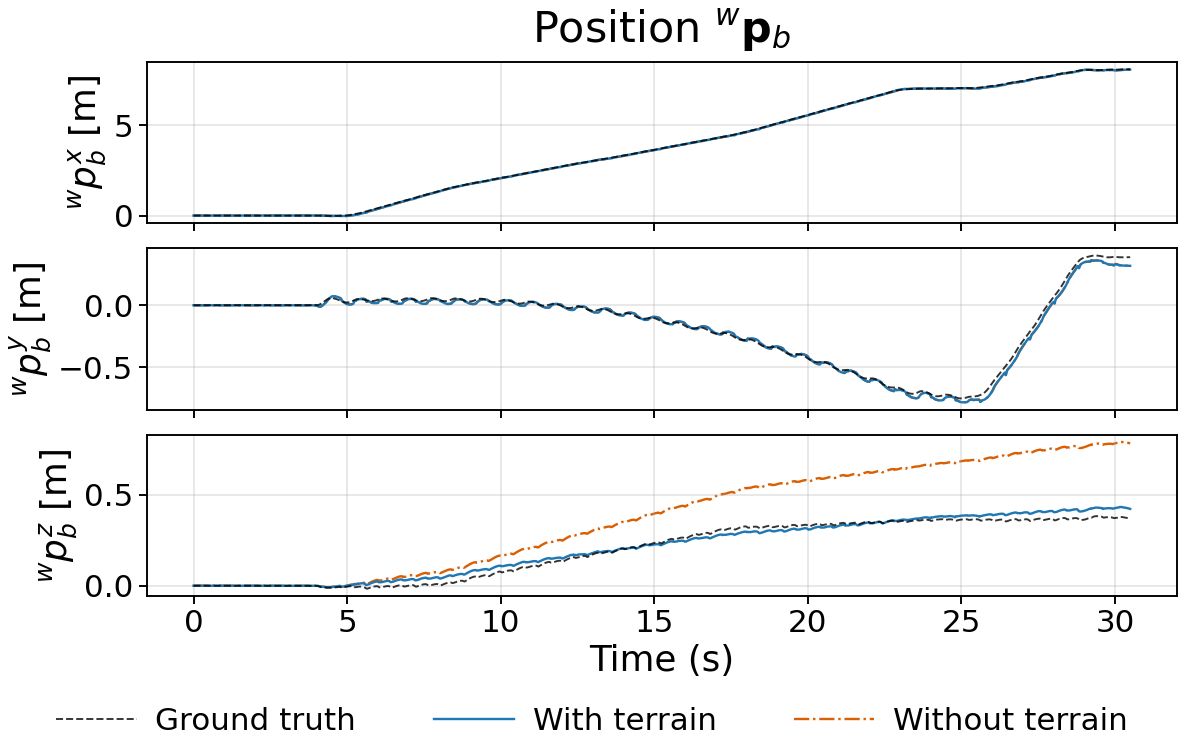 Position ʷ𝐩_b
ʷp_b^x [m]
5
0
ʷp_b^y [m]
0.0
−0.5
ʷp_b^z [m]
0.5
0.0
0 5 10 15 20 25 30
Time (s)
Ground truth With terrain Without terrain